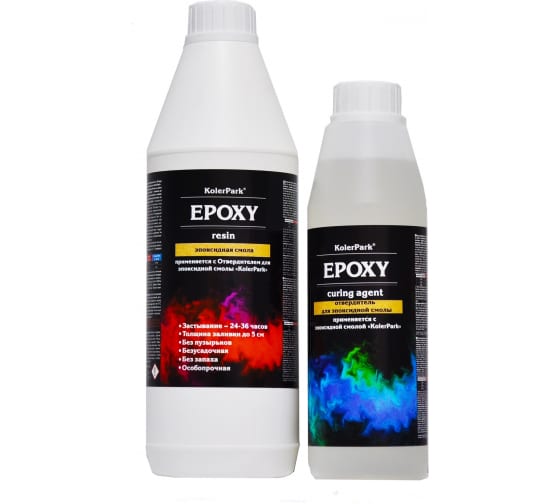 KolerPark®
EPOXY
resin
эпоксидная смола
применяется с Отвердителем для
эпоксидной смолы «KolerPark»
• Застывание – 24-36 часов
• Толщина заливки до 5 см
• Без пузырьков
• Безусадочная
• Без запаха
• Особопрочная
KolerPark®
EPOXY
curing agent
отвердитель
для эпоксидной смолы
применяется с
эпоксидной смолой «KolerPark»